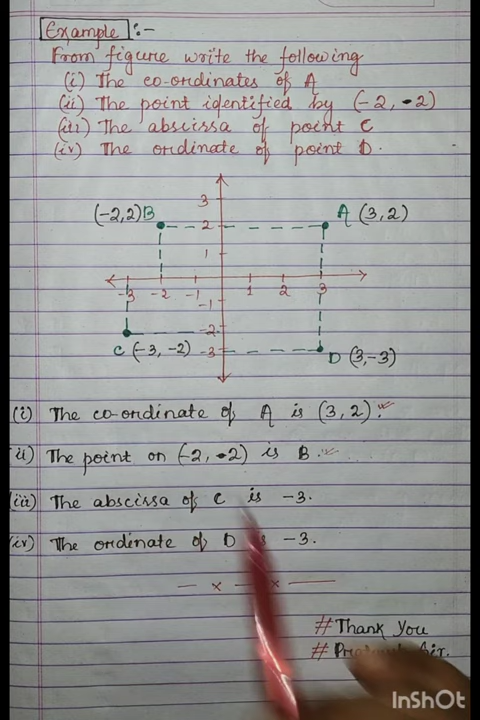 Example :-
From figure write the following
(i) The co-ordinates of A
(ii) The point identified by (-2, -2)
(iii) The abscissa of point C
(iv) The ordinate of point D.
3
(-2,2) B
2
A (3,2)
1
-3 -2 -1 1 2 3
-1
-2
C (-3, -2)
-3
D (3,-3)
(i) The co-ordinate of A is (3, 2).
(ii) The point on (-2, -2) is B.
(iii) The abscissa of C is -3.
(iv) The ordinate of D is -3.
— x — x —
# Thank You
# Sir.
InShOt